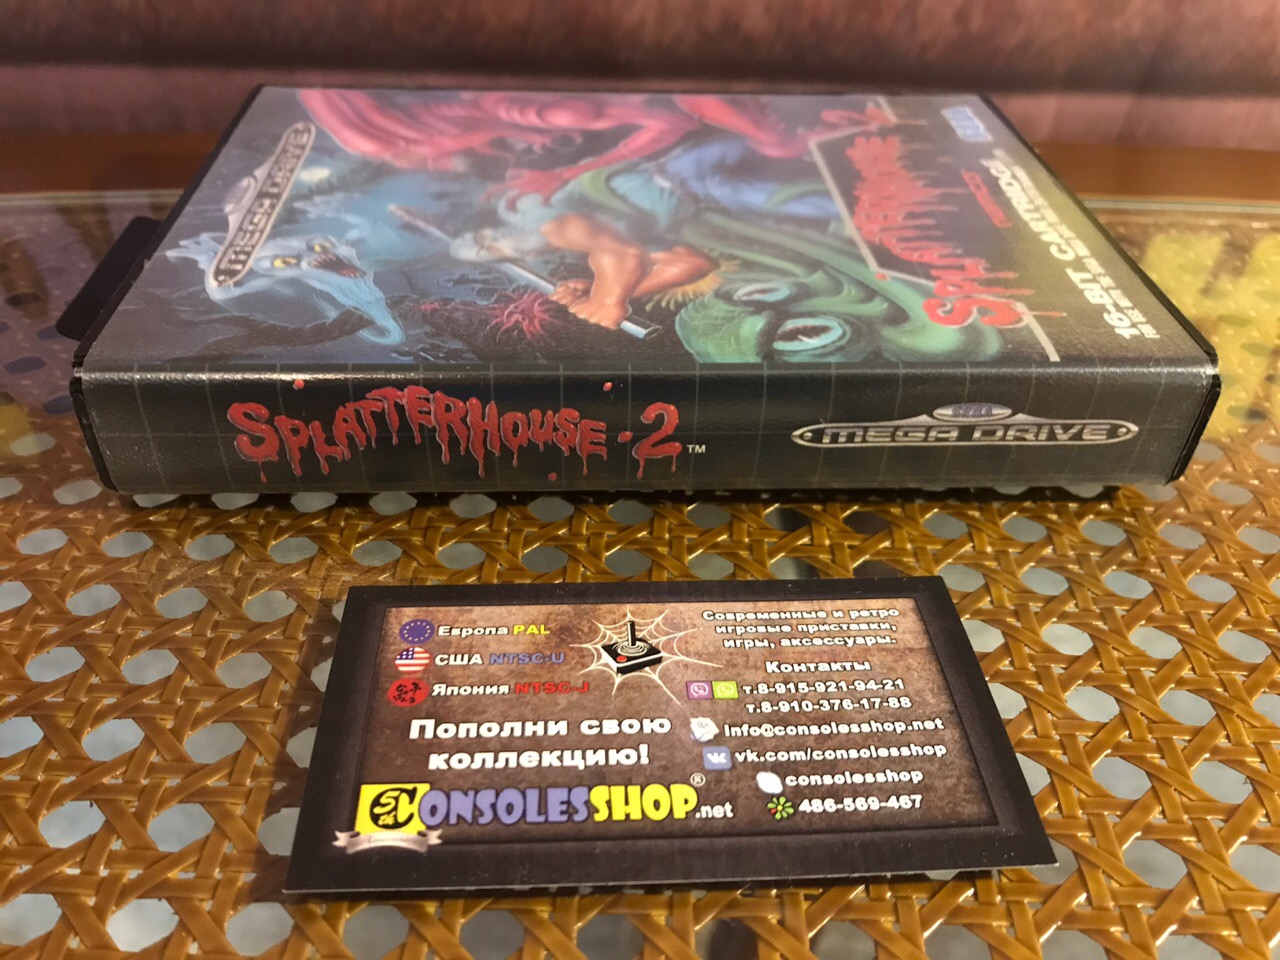 MEGA DRIVE
SEGA
SPLATTERHOUSE·2
16-BIT CARTRIDGE
SPLATTERHOUSE·2™
SEGA
MEGA DRIVE
Европа PAL
США NTSC-U
Япония NTSC-J
Пополни свою
коллекцию!
CONSOLESSHOP.net®
Современные и ретро
игровые приставки,
игры, аксессуары.
Контакты
т.8-915-921-94-21
т.8-910-376-17-88
info@consolesshop.net
vk.com/consolesshop
consolesshop
486-569-467